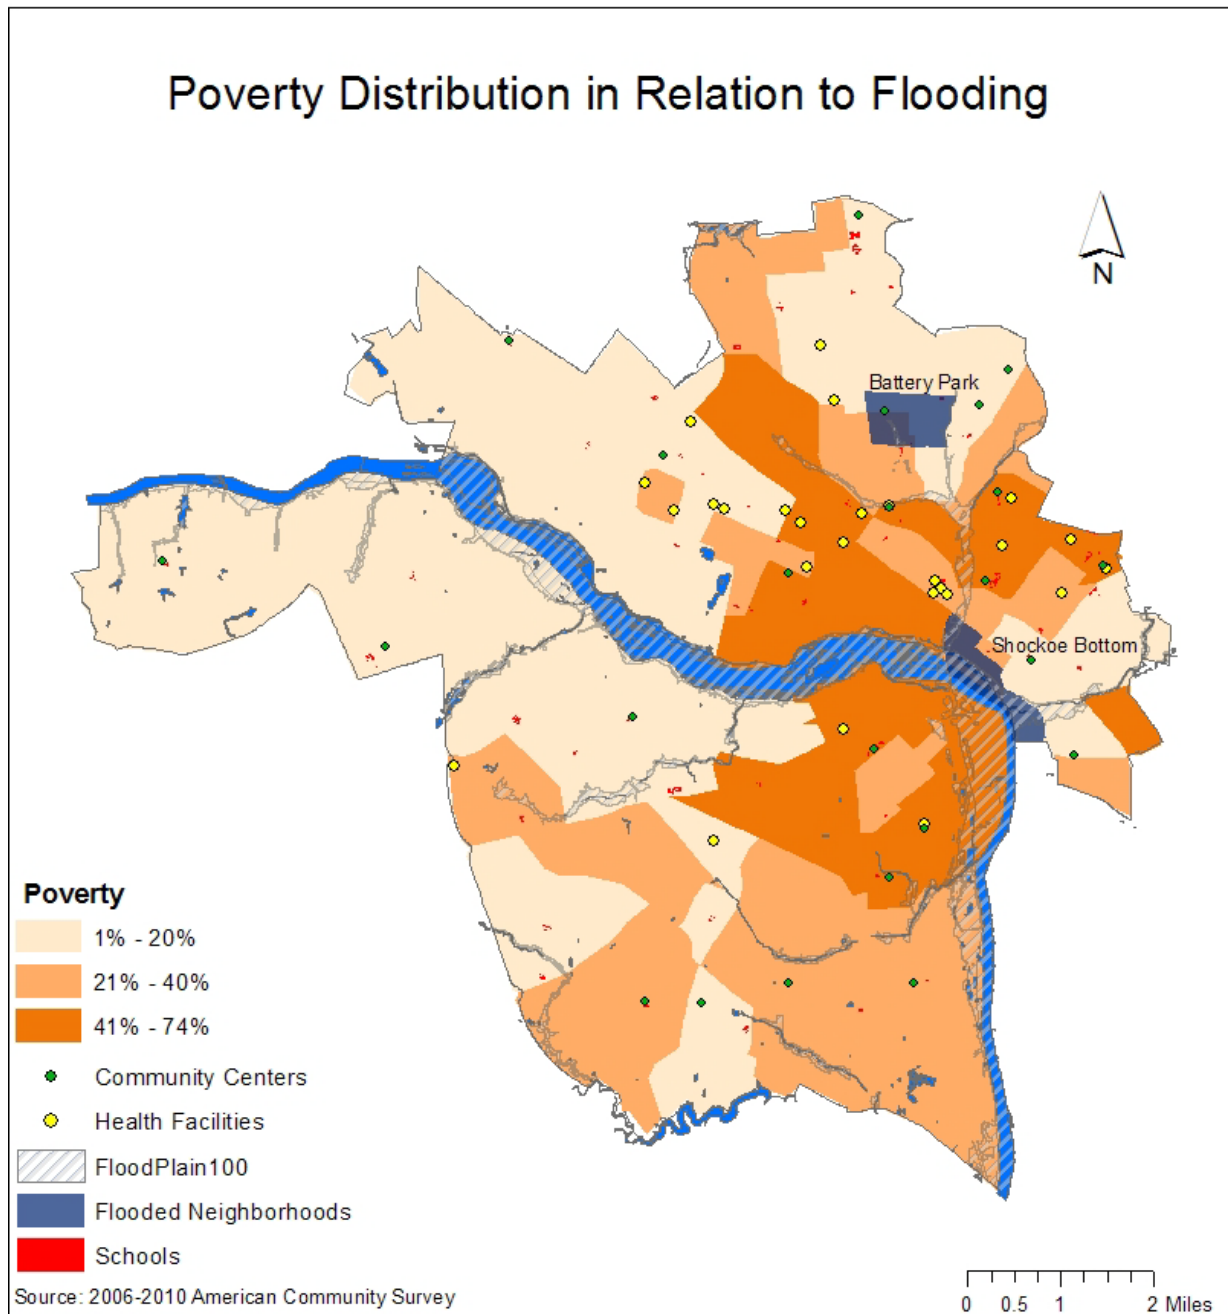 Poverty Distribution in Relation to Flooding
N
Battery Park
Shockoe Bottom
Poverty
1% - 20%
21% - 40%
41% - 74%
Community Centers
Health Facilities
FloodPlain100
Flooded Neighborhoods
Schools
Source: 2006-2010 American Community Survey
0 0.5 1 2 Miles